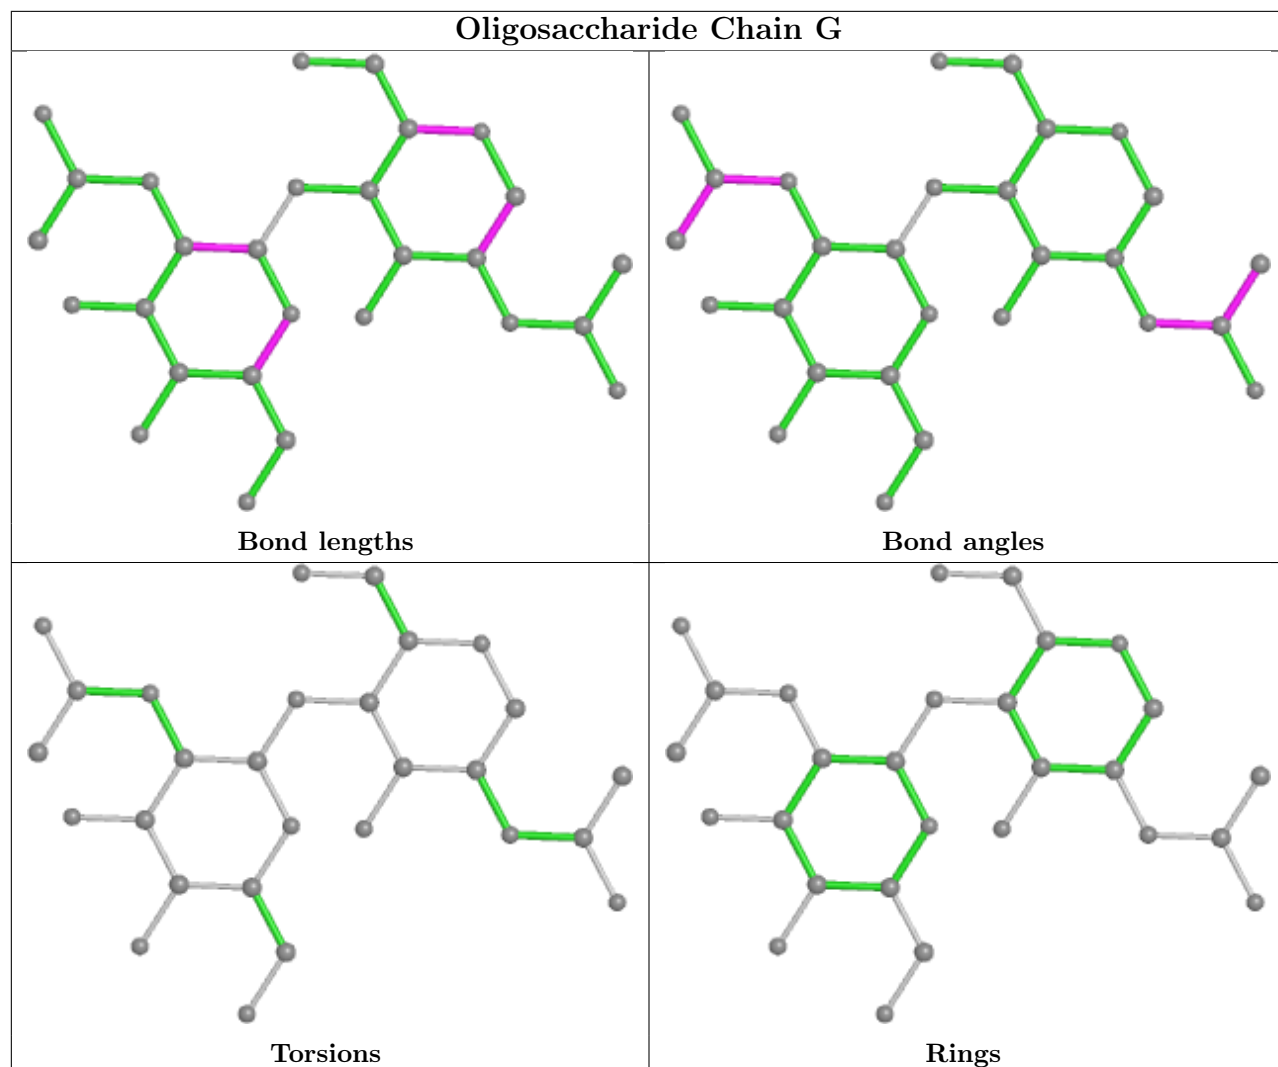 Oligosaccharide Chain G
Bond lengths
Bond angles
Torsions
Rings